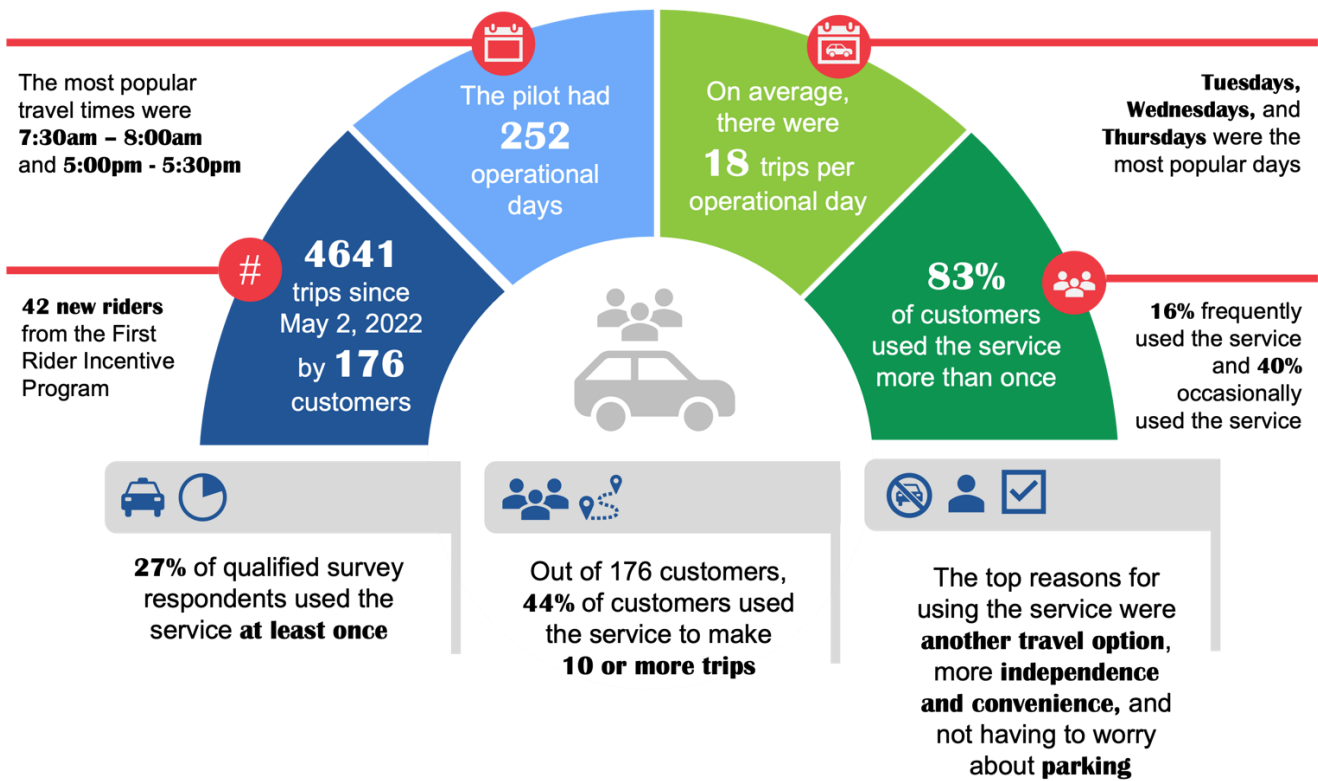 The most popular
travel times were
7:30am – 8:00am
and 5:00pm - 5:30pm
The pilot had
252
operational
days
On average,
there were
18 trips per
operational day
Tuesdays,
Wednesdays, and
Thursdays were the
most popular days
#
42 new riders
from the First
Rider Incentive
Program
4641
trips since
May 2, 2022
by 176
customers
83%
of customers
used the service
more than once
16% frequently
used the service
and 40%
occasionally
used the service
27% of qualified survey
respondents used the
service at least once
Out of 176 customers,
44% of customers used
the service to make
10 or more trips
The top reasons for
using the service were
another travel option,
more independence
and convenience, and
not having to worry
about parking